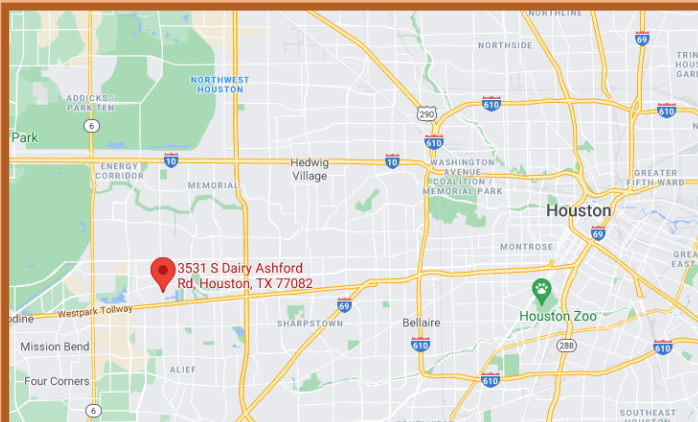 NORTHLINE
69
NORTHSIDE
NORTHWEST
HOUSTON
610
610
290
ADDICKS /
PARK TEN
6
Park
610
10
10
Hedwig
Village
ENERGY
CORRIDOR
WASHINGTON
AVENUE
COALITION /
MEMORIAL PARK
GREATER
FIFTH WARD
MEMORIAL
Houston
69
MONTROSE
3531 S Dairy Ashford
Rd, Houston, TX 77082
Houston Zoo
Westpark Tollway
69
SHARPSTOWN
Bellaire
610
288
610
Mission Bend
ALIEF
Four Corners
610
6
SOUTHEAST
HOUSTON